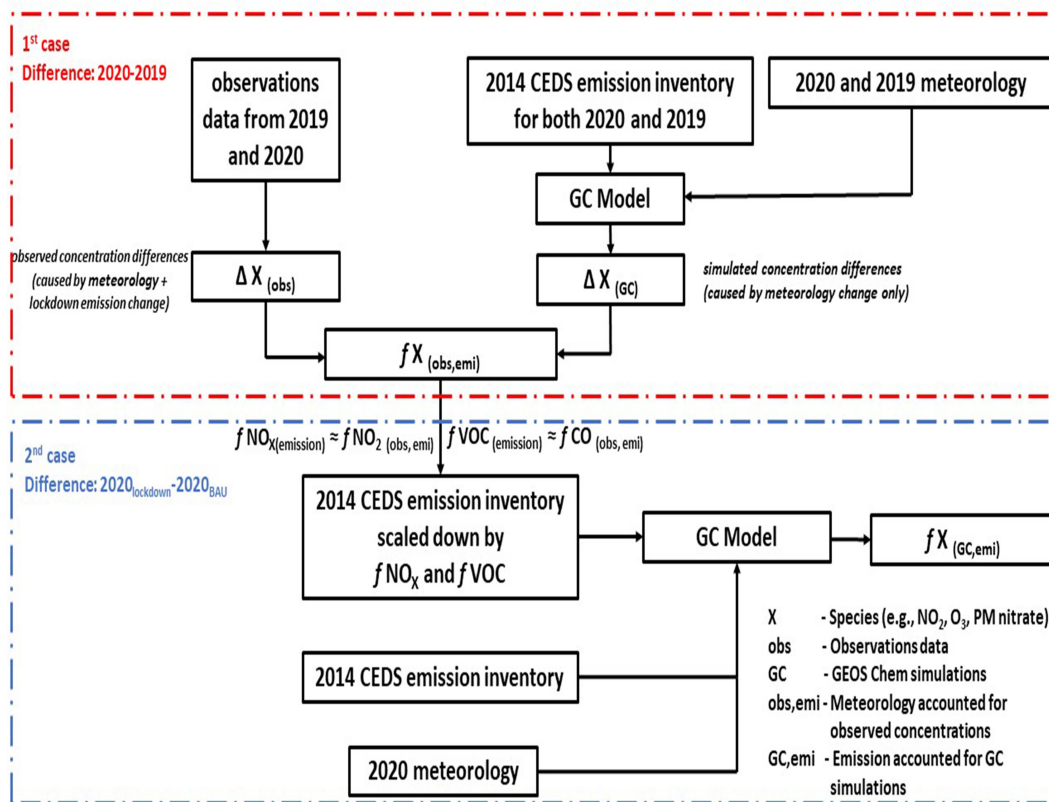 1st case
Difference: 2020-2019
observations
data from 2019
and 2020
2014 CEDS emission inventory
for both 2020 and 2019
2020 and 2019 meteorology
GC Model
observed concentration differences
(caused by meteorology +
lockdown emission change)
Δ X (obs)
Δ X (GC)
simulated concentration differences
(caused by meteorology change only)
f X (obs,emi)
f NOX(emission) ≈ f NO2 (obs, emi)
f VOC (emission) ≈ f CO (obs, emi)
2nd case
Difference: 2020lockdown-2020BAU
2014 CEDS emission inventory
scaled down by
f NOX and f VOC
GC Model
f X (GC,emi)
2014 CEDS emission inventory
2020 meteorology
X - Species (e.g., NO2, O3, PM nitrate)
obs - Observations data
GC - GEOS Chem simulations
obs,emi - Meteorology accounted for
observed concentrations
GC,emi - Emission accounted for GC
simulations